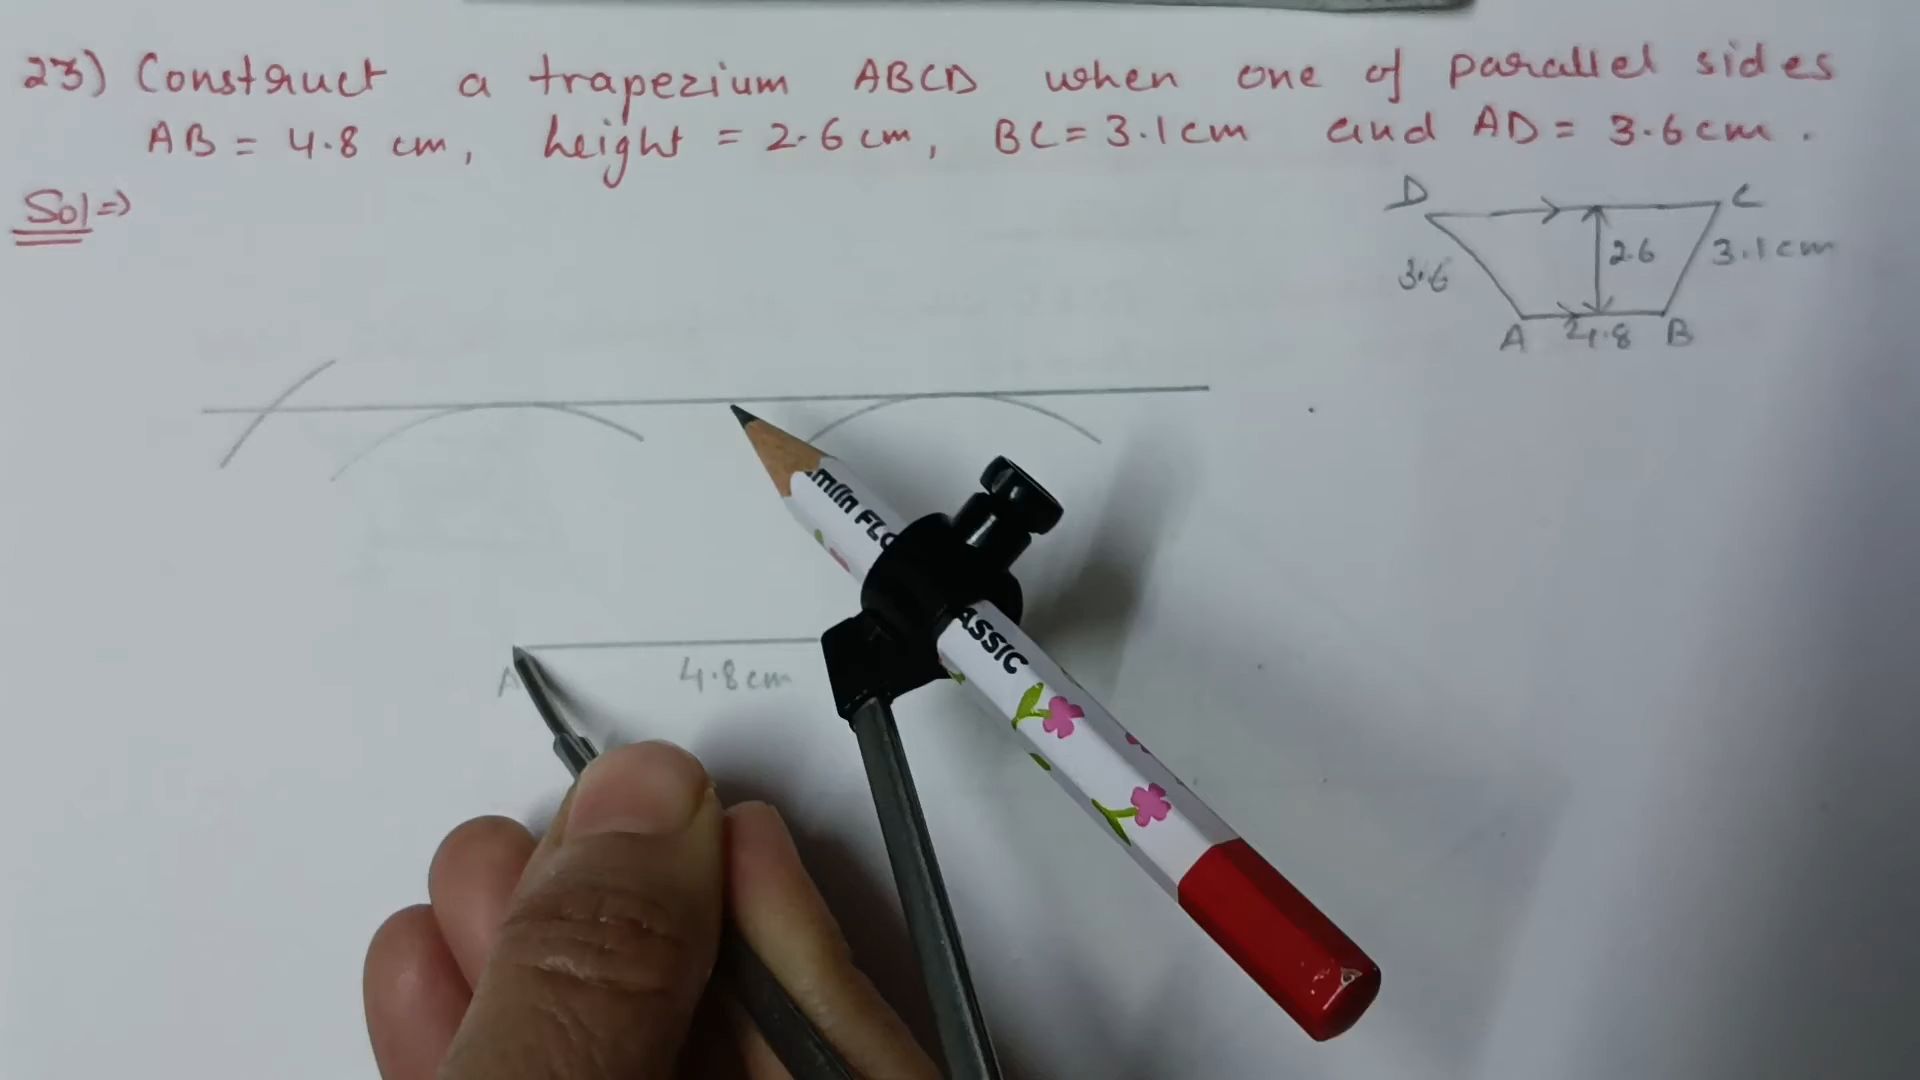 23) Construct a trapezium ABCD when one of parallel sides
AB = 4.8 cm, height = 2.6 cm, BC = 3.1 cm and AD = 3.6 cm.
Sol⇒
D C
3.6 2.6 3.1 cm
A 4.8 B
A 4.8 cm
ASSIC